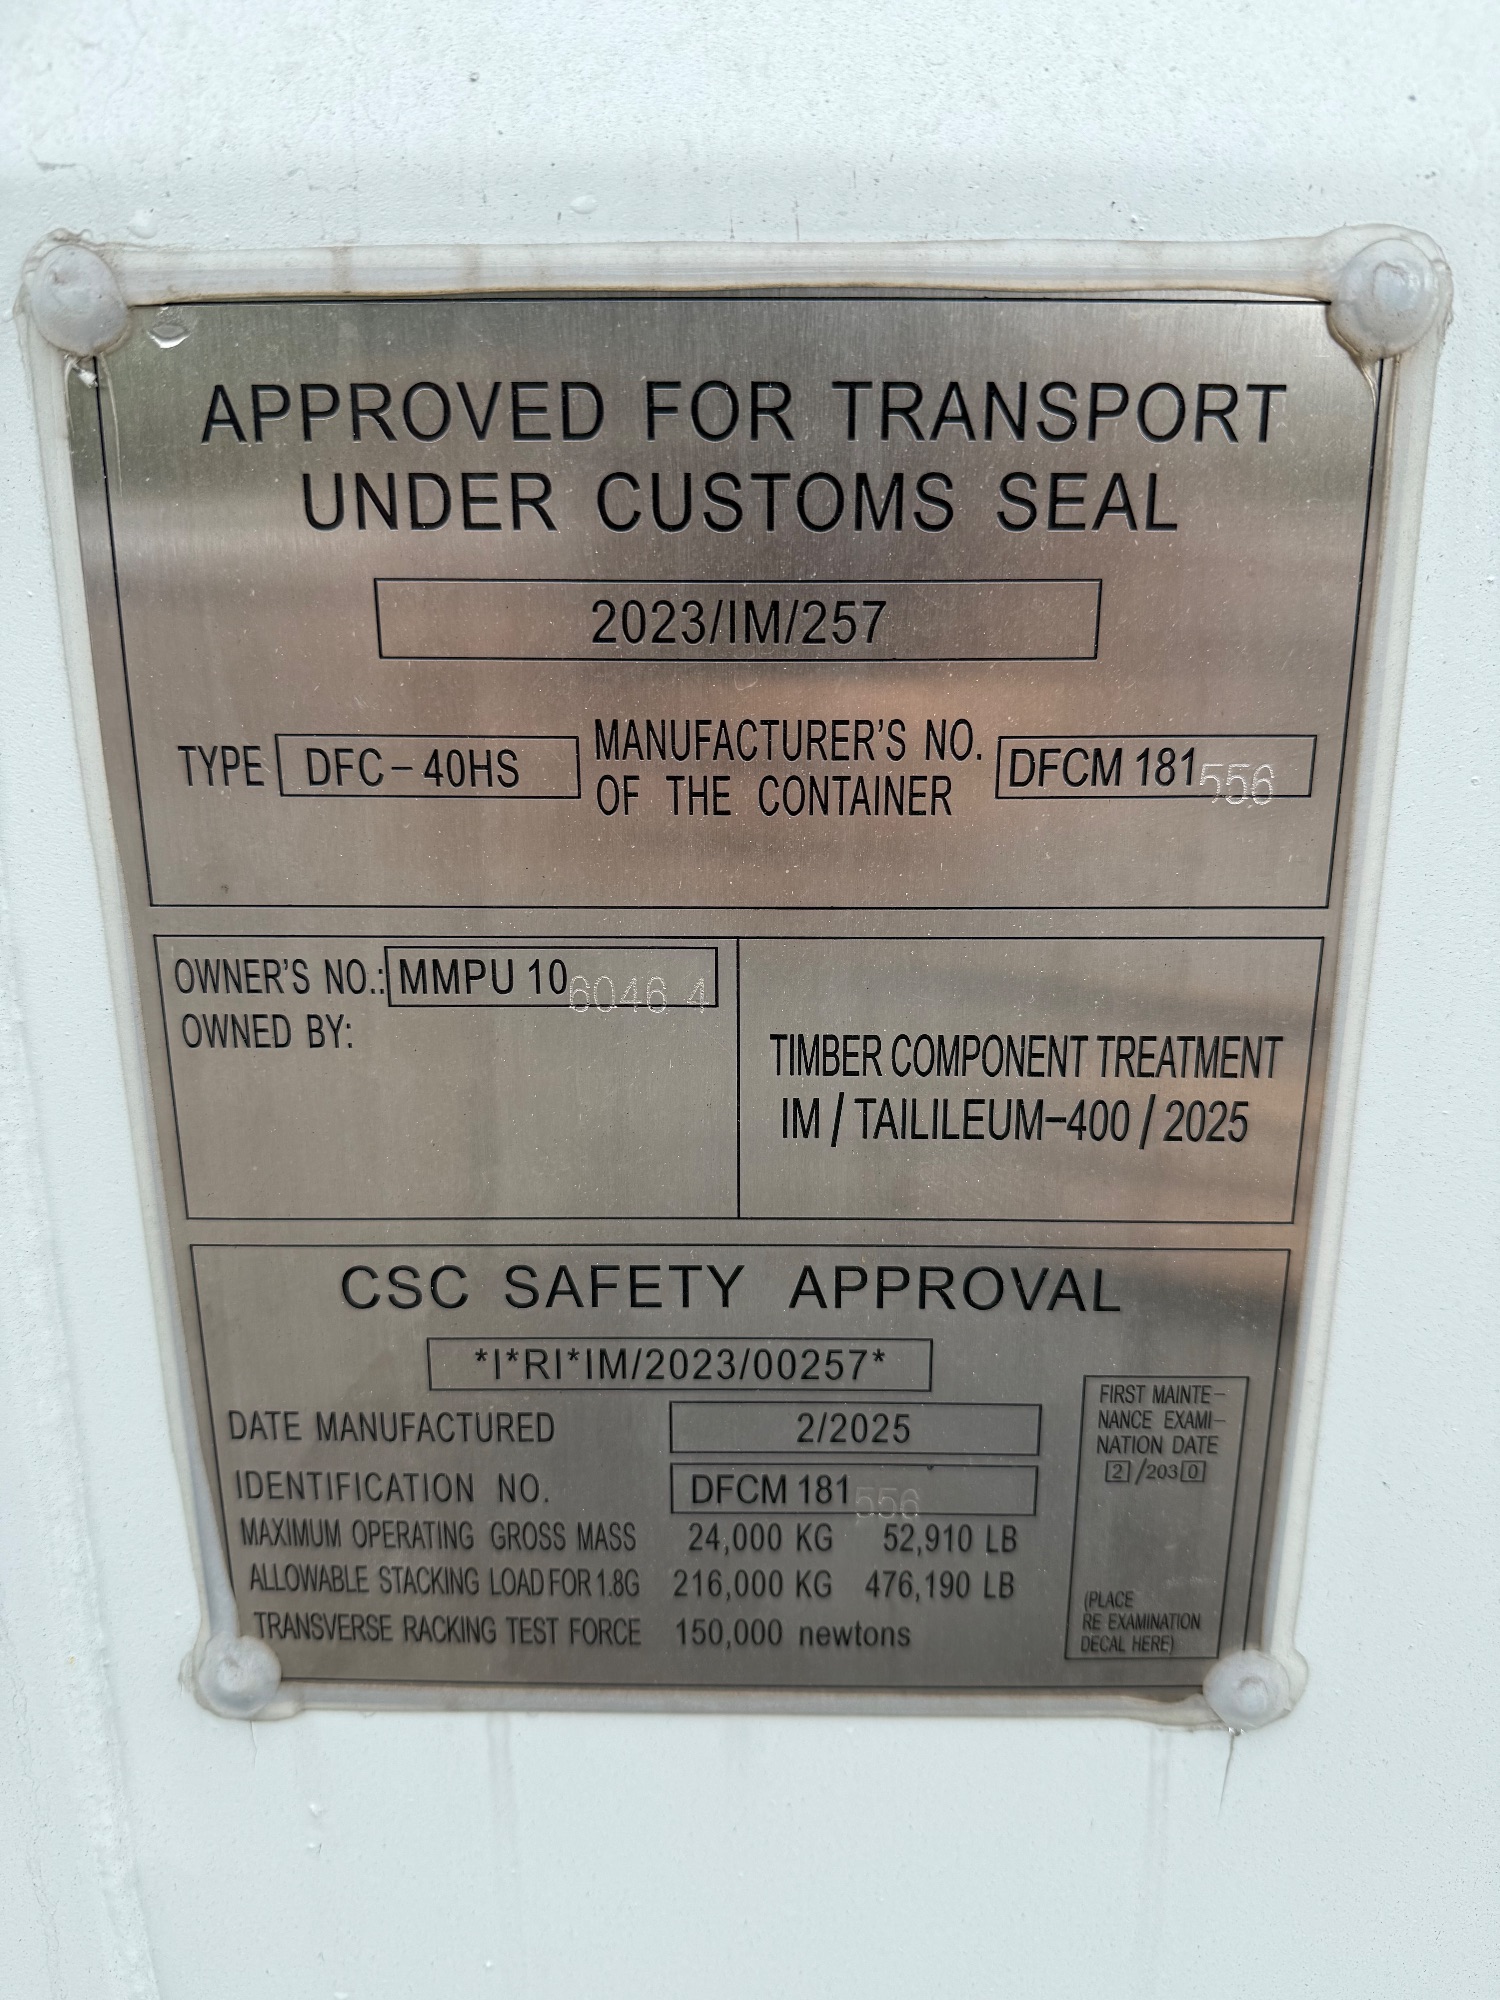 APPROVED FOR TRANSPORT
UNDER CUSTOMS SEAL
2023/IM/257
TYPE DFC-40HS MANUFACTURER'S NO. OF THE CONTAINER DFCM 181556
OWNER'S NO.: MMPU 106046 4
OWNED BY:
TIMBER COMPONENT TREATMENT
IM/TAILILEUM-400/2025
CSC SAFETY APPROVAL
*I*RI*IM/2023/00257*
DATE MANUFACTURED 2/2025
IDENTIFICATION NO. DFCM 181556
MAXIMUM OPERATING GROSS MASS 24,000 KG 52,910 LB
ALLOWABLE STACKING LOAD FOR 1.8G 216,000 KG 476,190 LB
TRANSVERSE RACKING TEST FORCE 150,000 newtons
FIRST MAINTE-
NANCE EXAMI-
NATION DATE
2/2030
(PLACE
RE EXAMINATION
DECAL HERE)